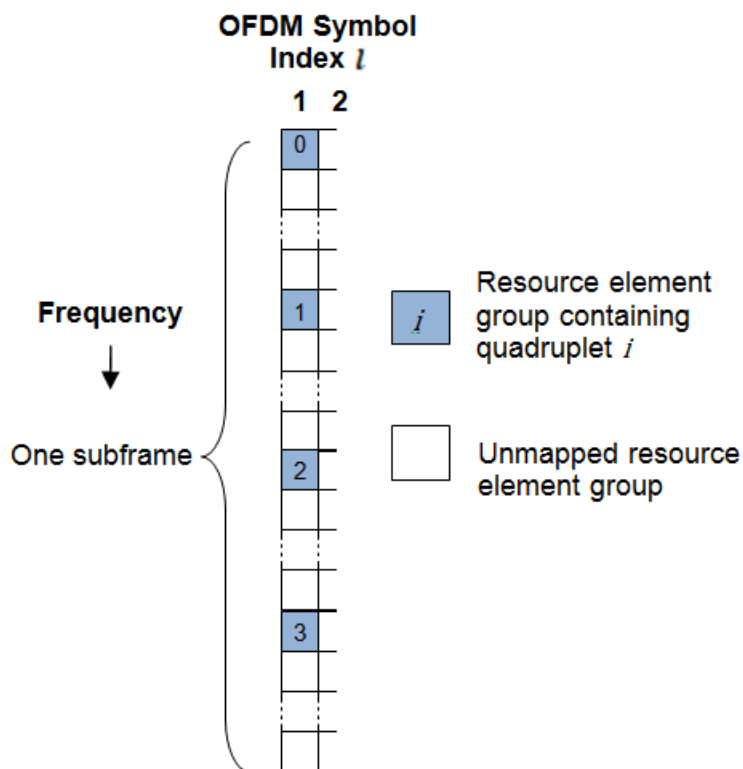 OFDM Symbol
Index l
1 2
0
1
Frequency
One subframe
2
3
i
Resource element
group containing
quadruplet i
Unmapped resource
element group